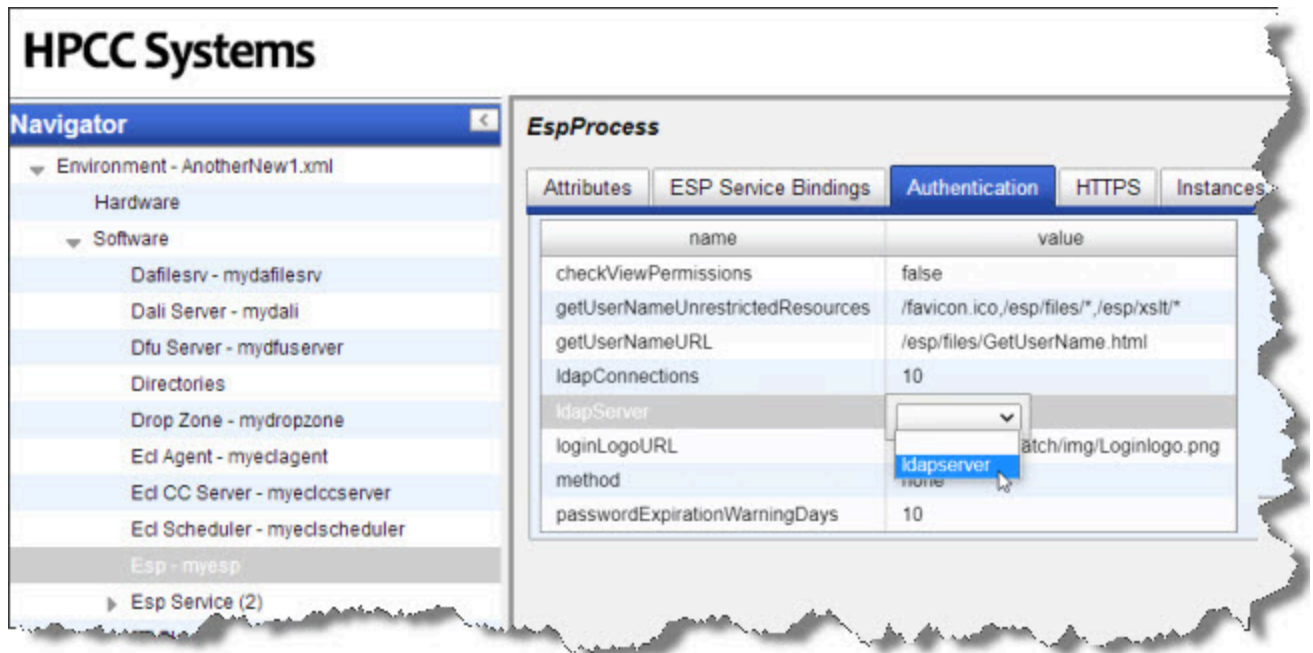 HPCC Systems
Navigator
Environment - AnotherNew1.xml
Hardware
Software
Dafilesrv - mydafilesrv
Dali Server - mydali
Dfu Server - mydfuserver
Directories
Drop Zone - mydropzone
Ecl Agent - myeclagent
Ecl CC Server - myeclccserver
Ecl Scheduler - myeclscheduler
Esp - myesp
Esp Service (2)
EspProcess
Attributes ESP Service Bindings Authentication HTTPS Instances
name value
checkViewPermissions false
getUserNameUnrestrictedResources /favicon.ico,/esp/files/*,/esp/xslt/*
getUserNameURL /esp/files/GetUserName.html
ldapConnections 10
ldapServer
loginLogoURL atch/img/Loginlogo.png
ldapserver
method none
passwordExpirationWarningDays 10